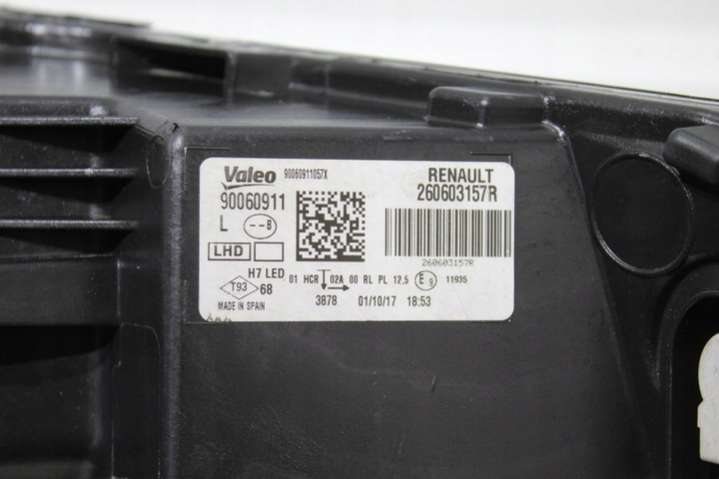 Valeo 90060911057X RENAULT
90060911 260603157R
L --8
LHD 260603157R
H7 LED 01 HCR 02A 00 RL PL 12,5 E9 11935
T93 68 3878 01/10/17 18:53
MADE IN SPAIN